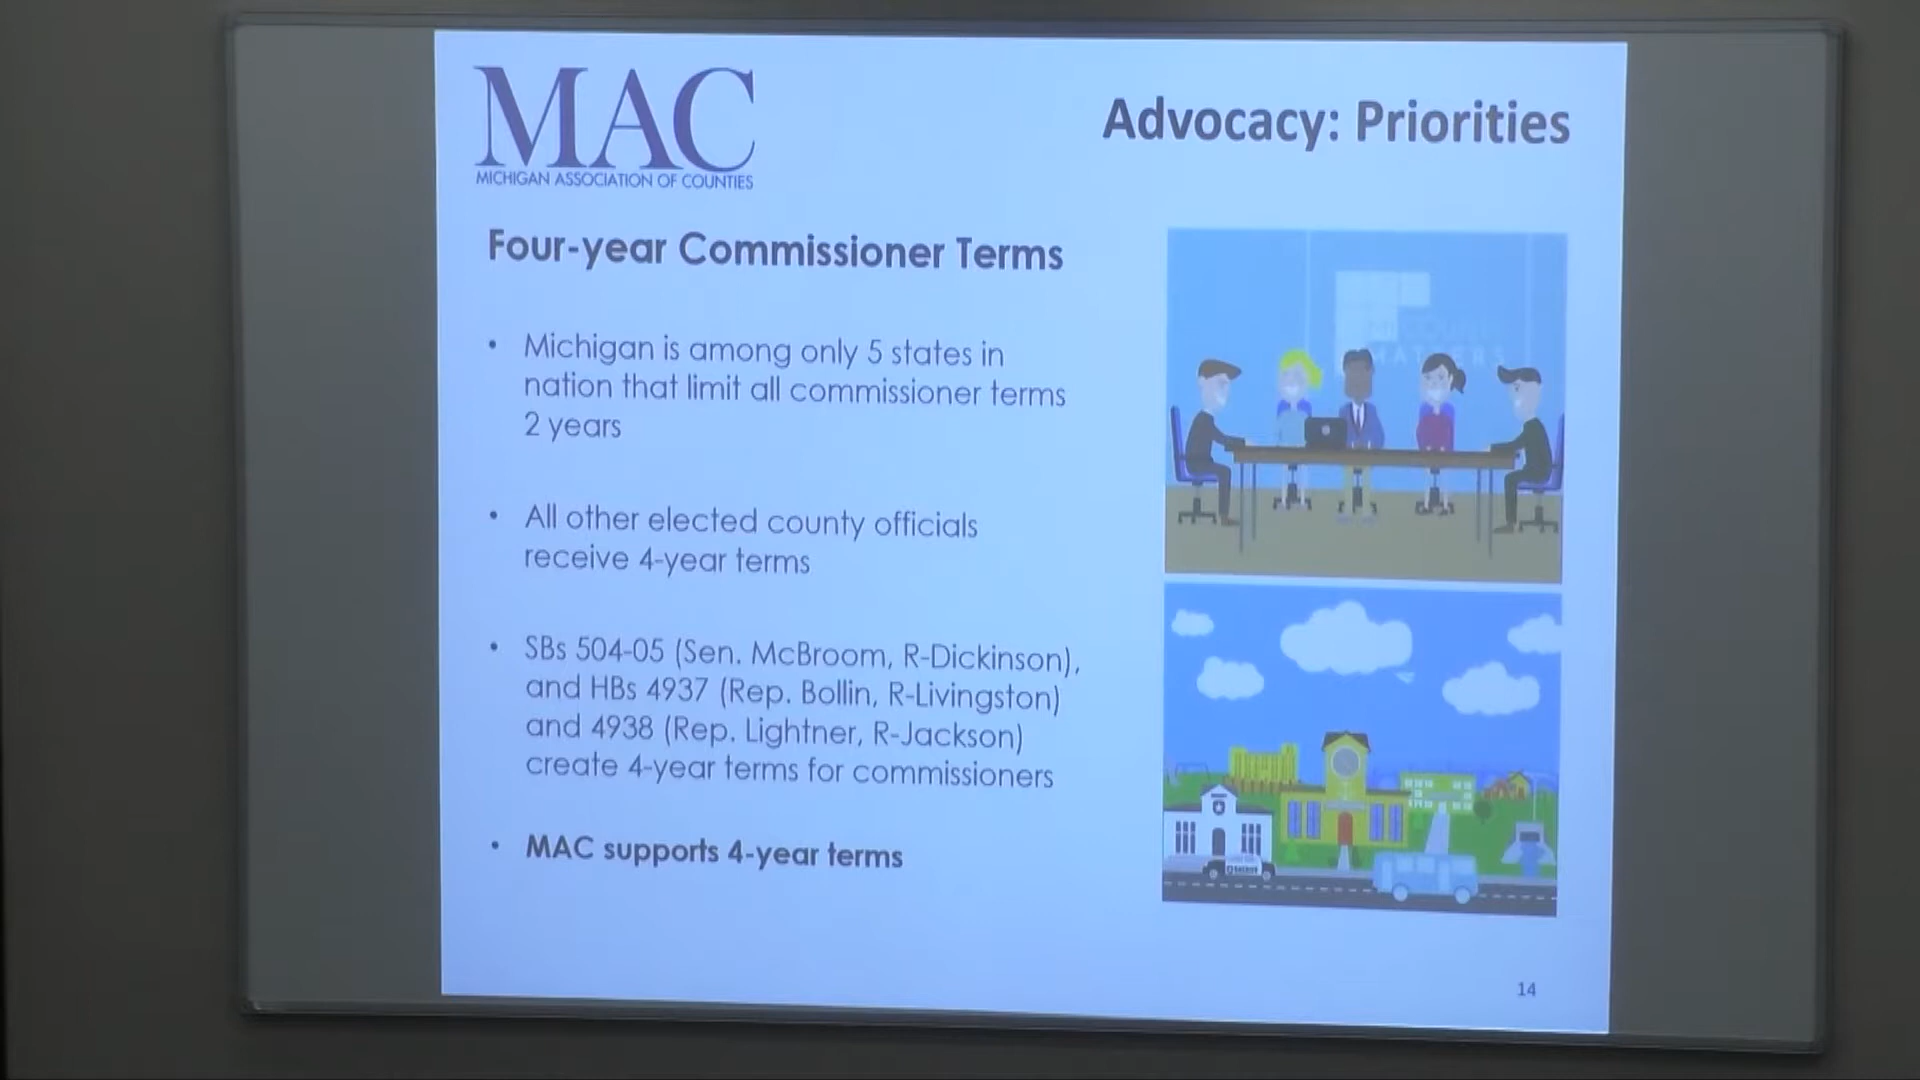 MAC
MICHIGAN ASSOCIATION OF COUNTIES
Advocacy: Priorities
Four-year Commissioner Terms
• Michigan is among only 5 states in
nation that limit all commissioner terms
2 years
• All other elected county officials
receive 4-year terms
• SBs 504-05 (Sen. McBroom, R-Dickinson),
and HBs 4937 (Rep. Bollin, R-Livingston)
and 4938 (Rep. Lightner, R-Jackson)
create 4-year terms for commissioners
• MAC supports 4-year terms
MATTERS
14